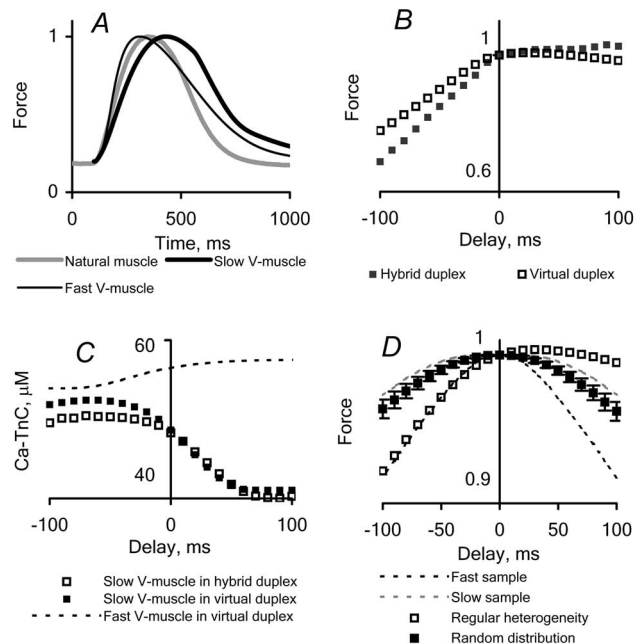 A
1
Force
0
0
500
1000
Time, ms
Natural muscle
Slow V-muscle
Fast V-muscle
B
1
Force
0.6
-100
0
100
Delay, ms
Hybrid duplex
Virtual duplex
C
60
Ca-TnC, μM
40
-100
0
100
Delay, ms
Slow V-muscle in hybrid duplex
Slow V-muscle in virtual duplex
Fast V-muscle in virtual duplex
D
1
Force
0.9
-100
-50
0
50
100
Delay, ms
Fast sample
Slow sample
Regular heterogeneity
Random distribution